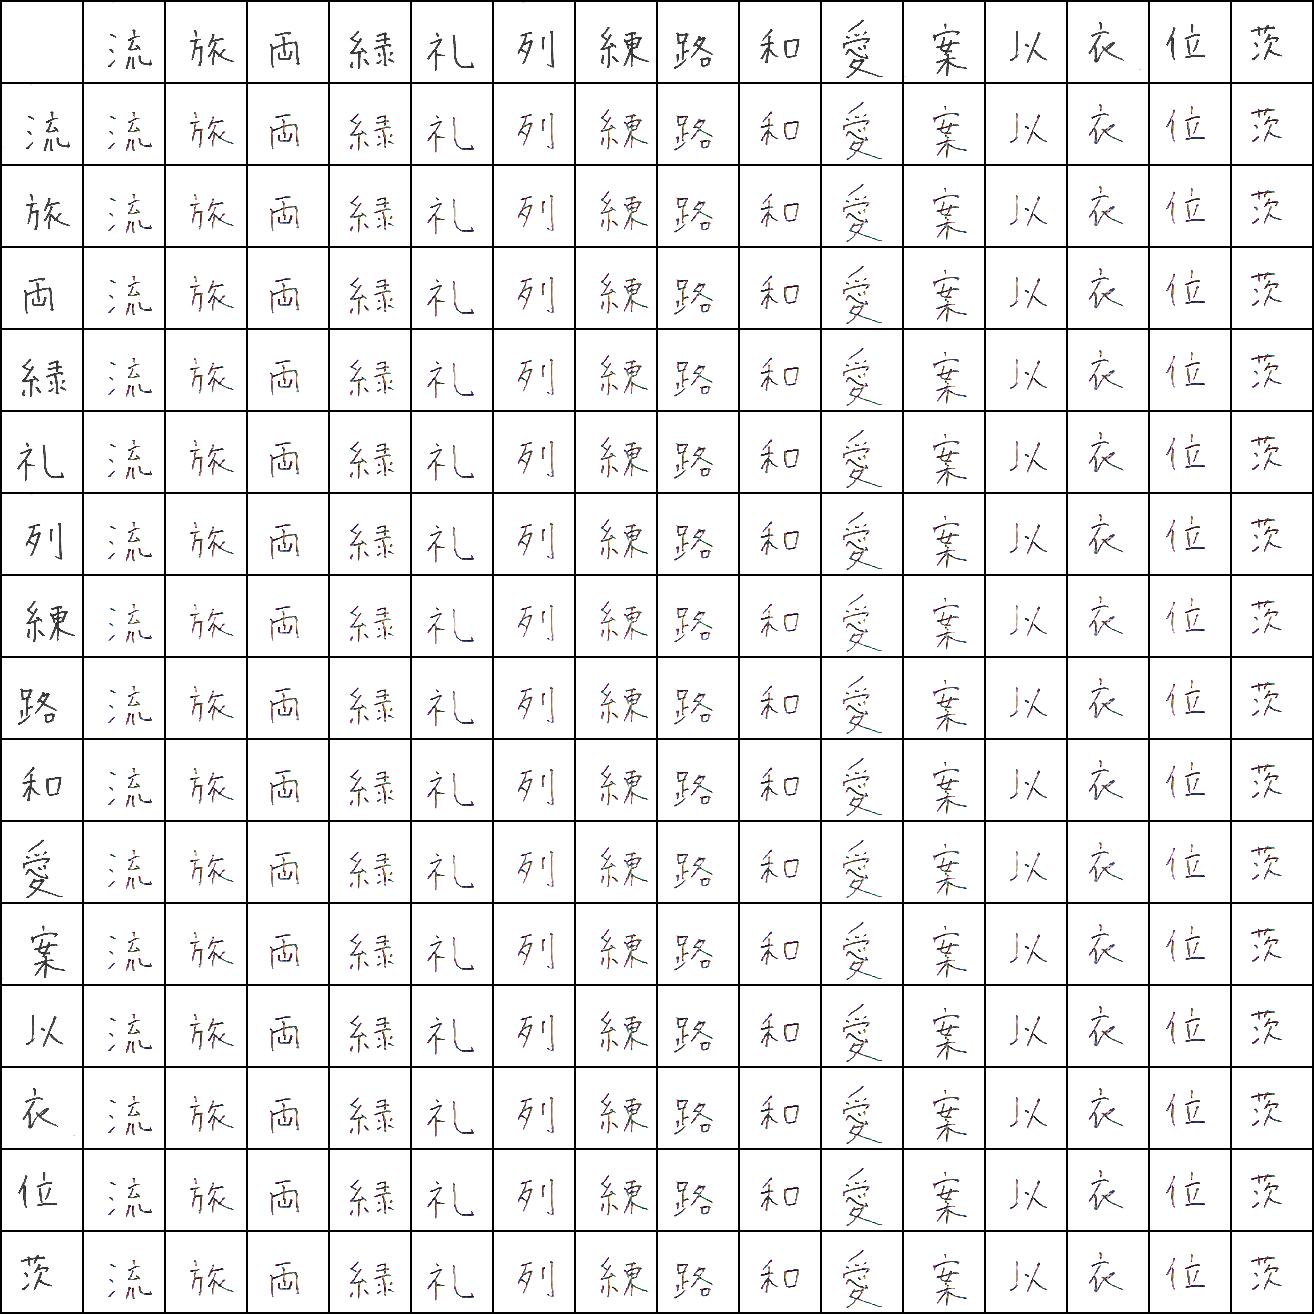 流 旅 両 緑 礼 列 練 路 和 愛 案 以 衣 位 茨
流 流 旅 両 緑 礼 列 練 路 和 愛 案 以 衣 位 茨
旅 流 旅 両 緑 礼 列 練 路 和 愛 案 以 衣 位 茨
両 流 旅 両 緑 礼 列 練 路 和 愛 案 以 衣 位 茨
緑 流 旅 両 緑 礼 列 練 路 和 愛 案 以 衣 位 茨
礼 流 旅 両 緑 礼 列 練 路 和 愛 案 以 衣 位 茨
列 流 旅 両 緑 礼 列 練 路 和 愛 案 以 衣 位 茨
練 流 旅 両 緑 礼 列 練 路 和 愛 案 以 衣 位 茨
路 流 旅 両 緑 礼 列 練 路 和 愛 案 以 衣 位 茨
和 流 旅 両 緑 礼 列 練 路 和 愛 案 以 衣 位 茨
愛 流 旅 両 緑 礼 列 練 路 和 愛 案 以 衣 位 茨
案 流 旅 両 緑 礼 列 練 路 和 愛 案 以 衣 位 茨
以 流 旅 両 緑 礼 列 練 路 和 愛 案 以 衣 位 茨
衣 流 旅 両 緑 礼 列 練 路 和 愛 案 以 衣 位 茨
位 流 旅 両 緑 礼 列 練 路 和 愛 案 以 衣 位 茨
茨 流 旅 両 緑 礼 列 練 路 和 愛 案 以 衣 位 茨